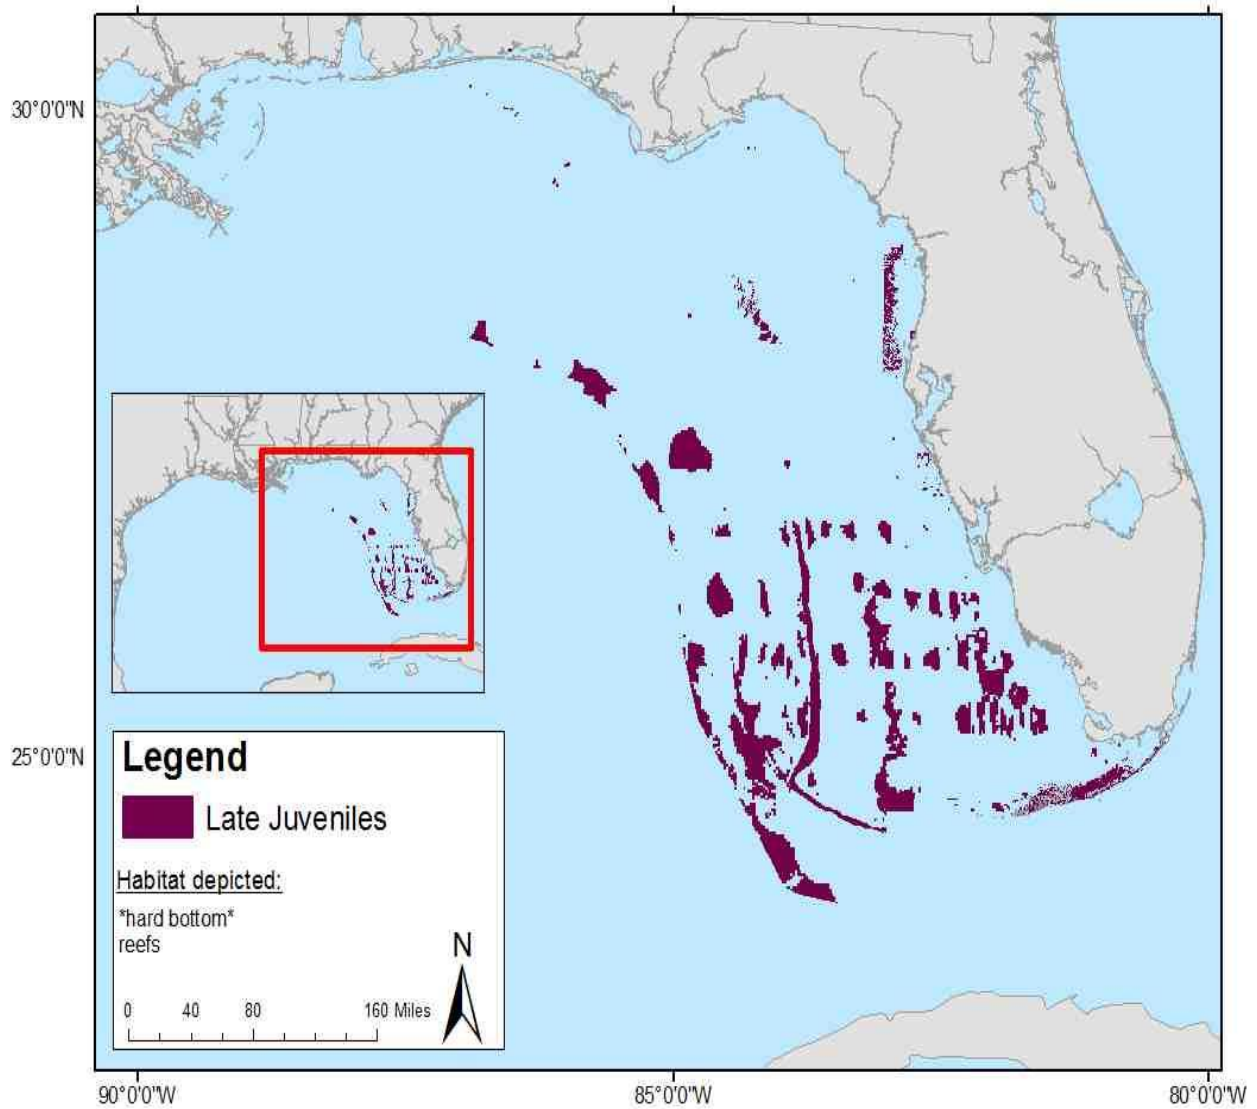 30°0'0"N
25°0'0"N
Legend
Late Juveniles
Habitat depicted:
*hard bottom*
reefs
N
0 40 80 160 Miles
90°0'0"W 85°0'0"W 80°0'0"W